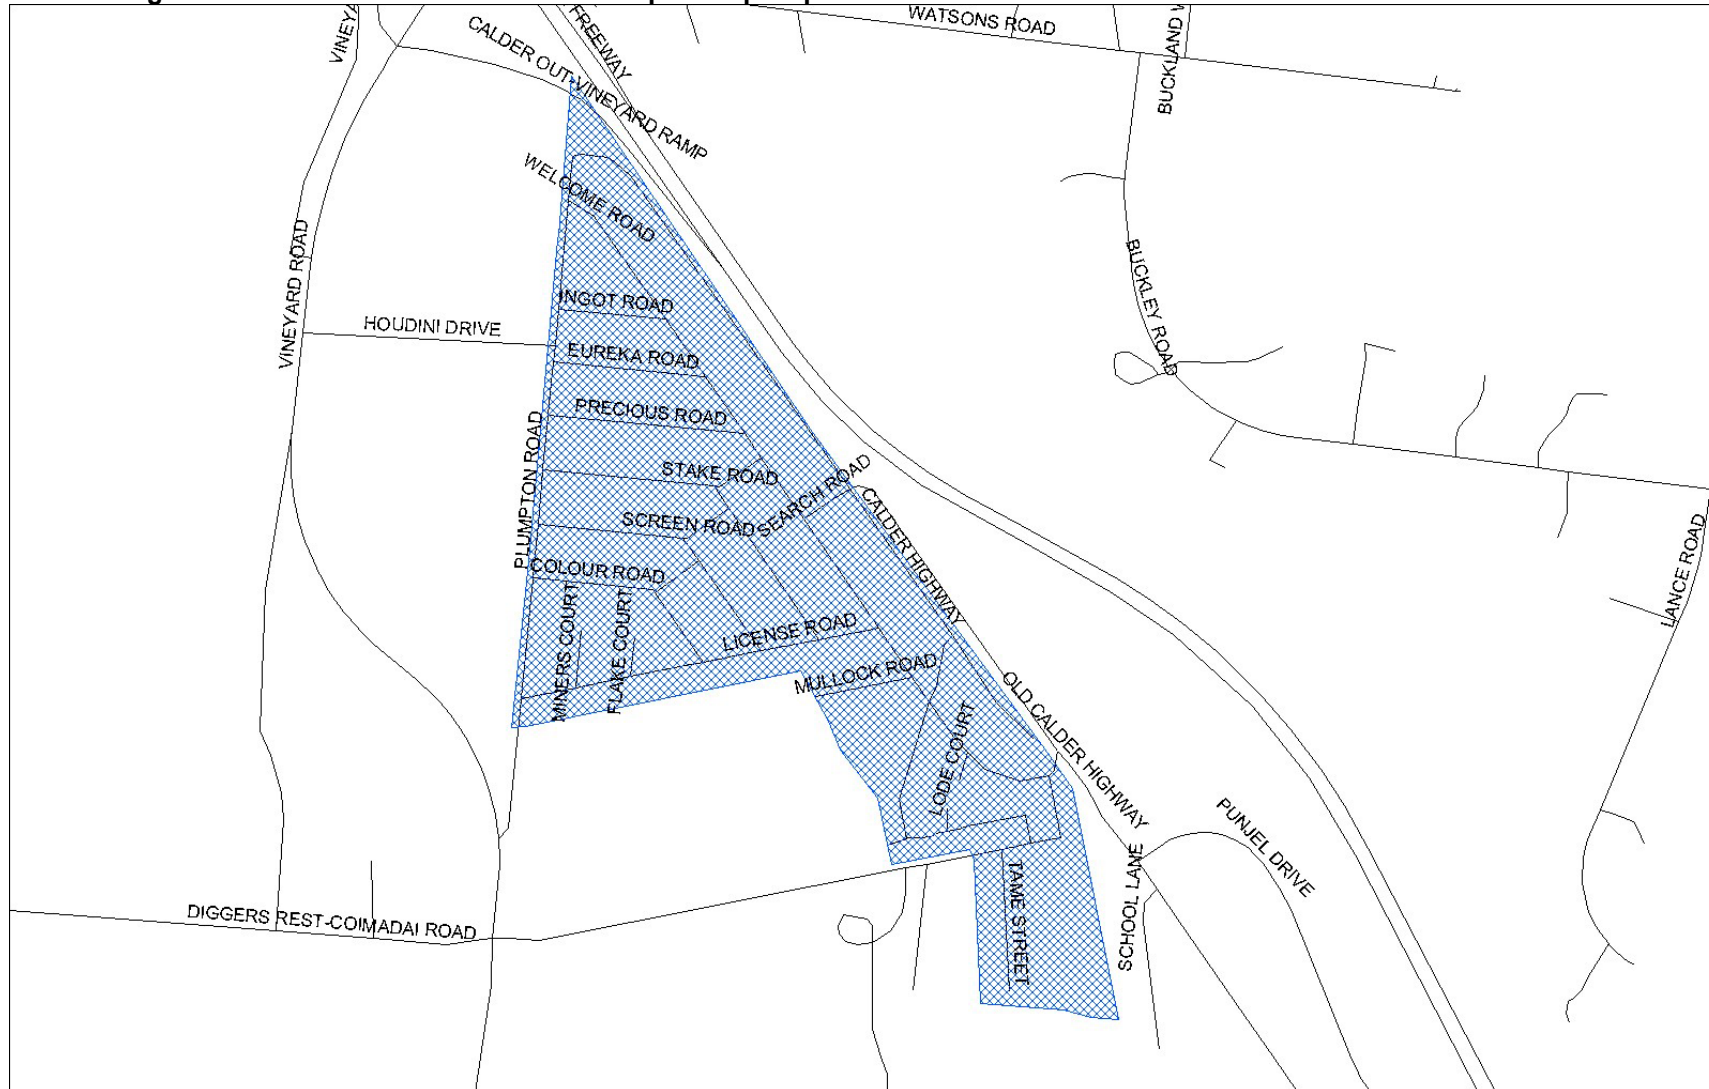 WATSONS ROAD
FREEWAY
CALDER OUT-VINEYARD RAMP
WELCOME ROAD
VINEYARD ROAD
INGOT ROAD
HOUDINI DRIVE
EUREKA ROAD
BUCKLEY ROAD
PRECIOUS ROAD
PLUMPTON ROAD
STAKE ROAD
SEARCH ROAD
SCREEN ROAD
CALDER HIGHWAY
COLOUR ROAD
MINERS COURT
FLAKE COURT
LICENSE ROAD
LANCE ROAD
MULLOCK ROAD
OLD CALDER HIGHWAY
LODE COURT
PUNJEL DRIVE
SCHOOL LANE
TAME STREET
DIGGERS REST-COIMADAI ROAD
BUCKLAND